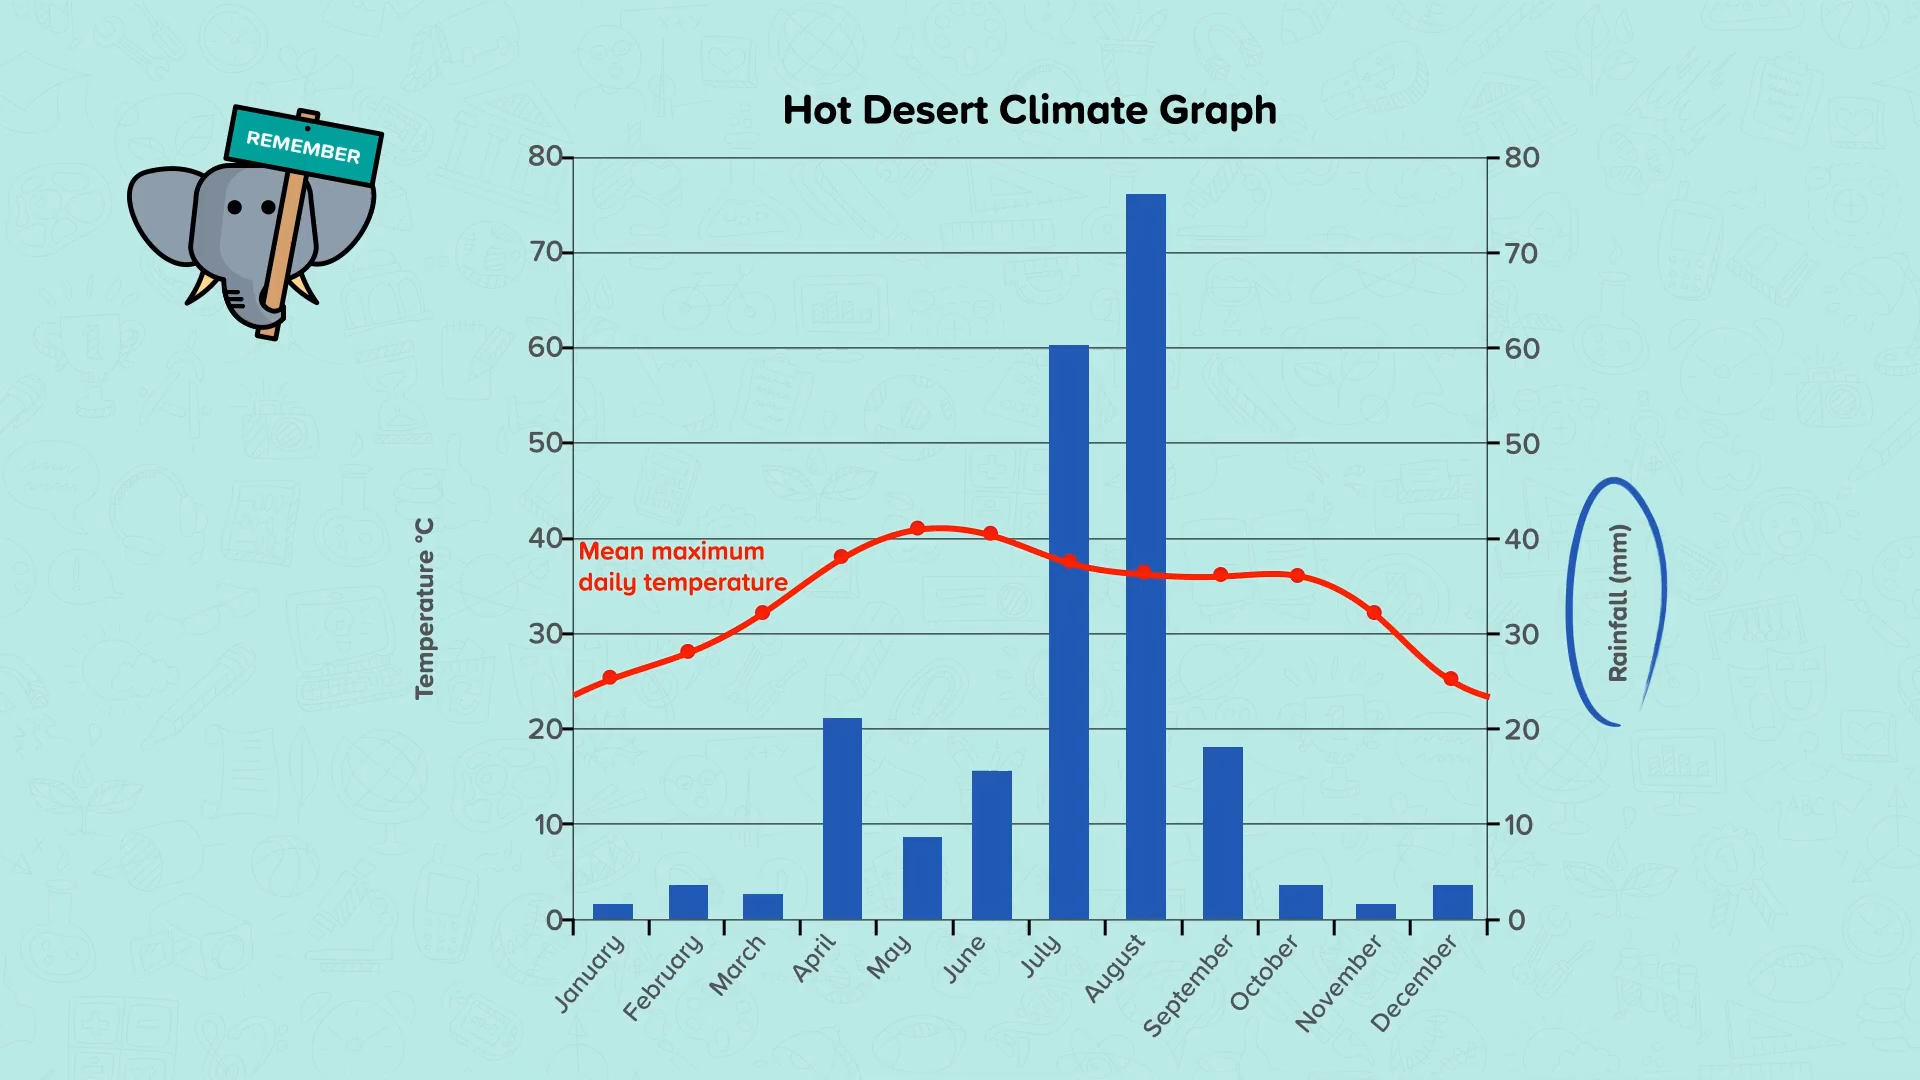 REMEMBER
Hot Desert Climate Graph
80
70
60
50
40
30
20
10
0
Temperature °C
Mean maximum
daily temperature
80
70
60
50
40
30
20
10
0
Rainfall (mm)
January
February
March
April
May
June
July
August
September
October
November
December